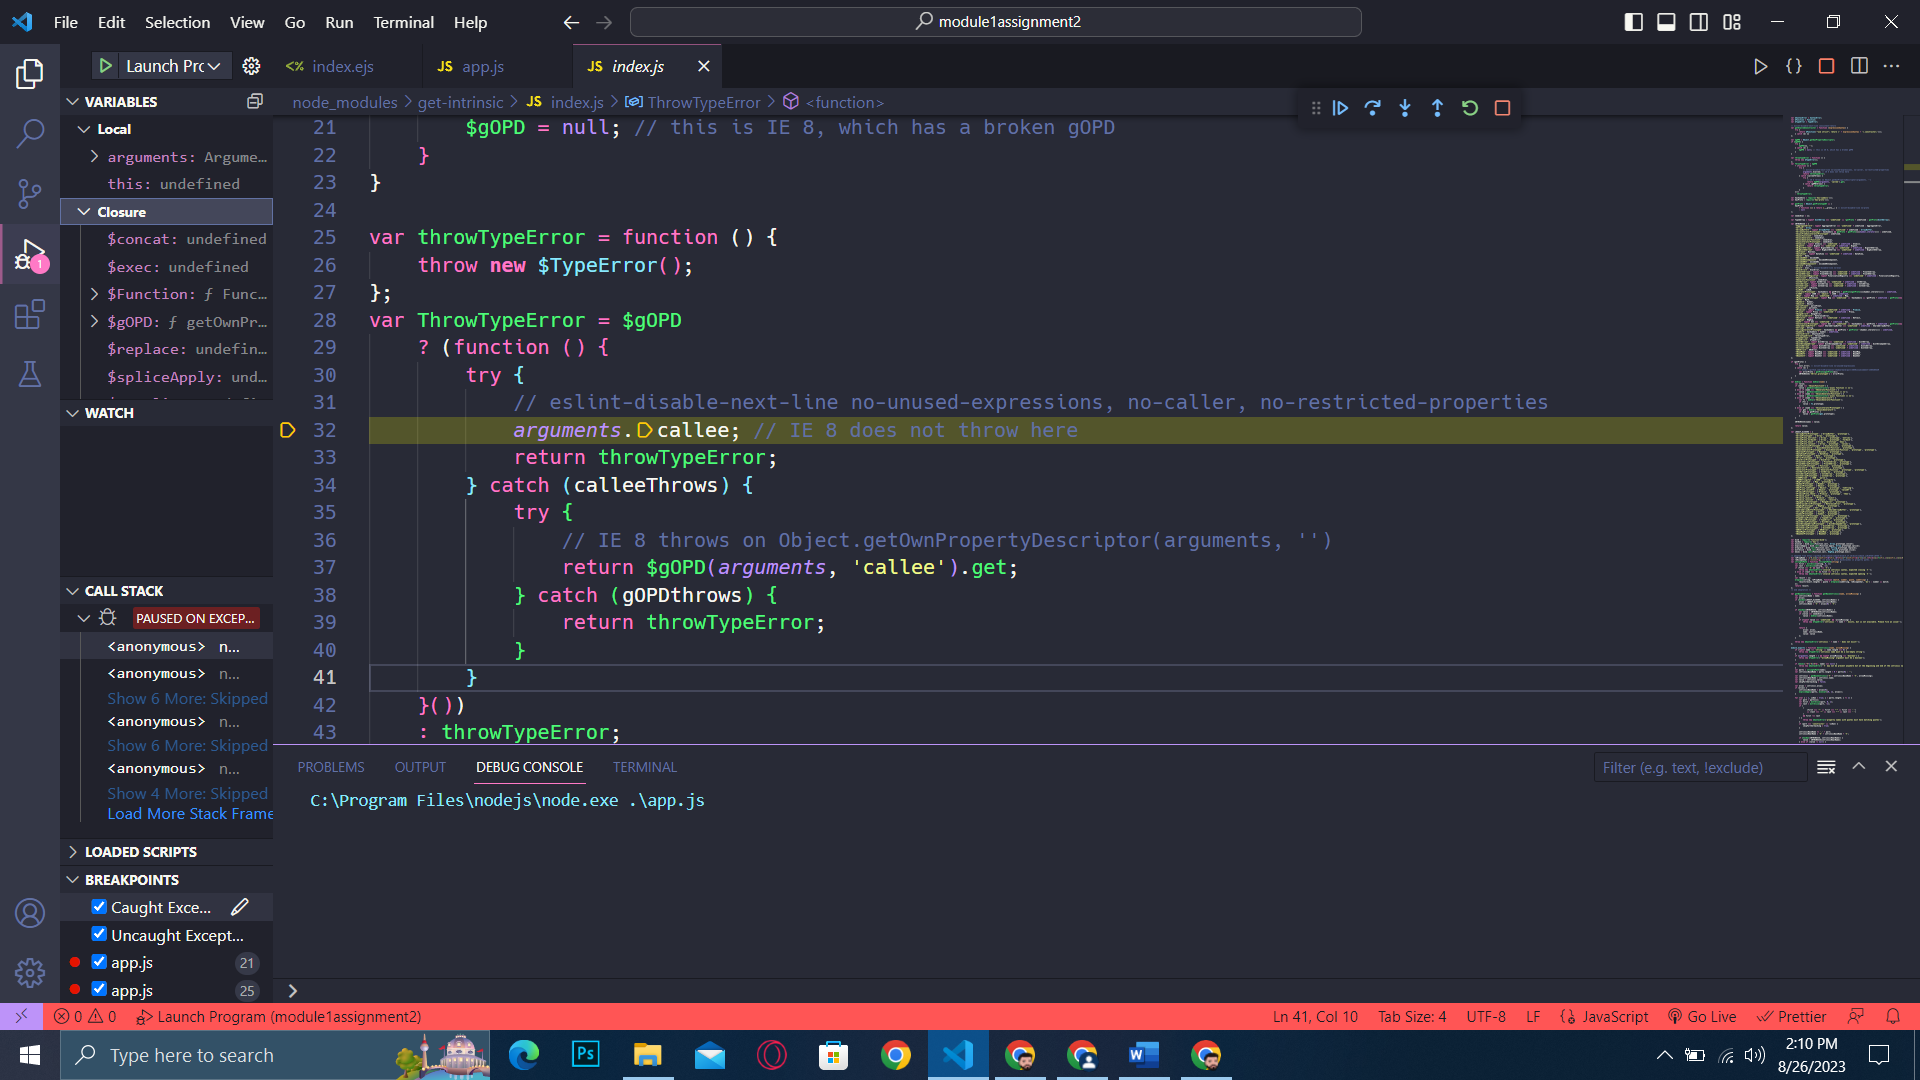 File Edit Selection View Go Run Terminal Help
module1assignment2
Launch Prc
<% index.ejs
JS app.js
JS index.js
VARIABLES
node_modules > get-intrinsic > JS index.js > ThrowTypeError > <function>
Local
arguments: Argume...
this: undefined
Closure
$concat: undefined
$exec: undefined
$Function: ƒ Func...
$gOPD: ƒ getOwnPr...
$replace: undefin...
$spliceApply: und...
WATCH
CALL STACK
PAUSED ON EXCEP...
<anonymous> n...
<anonymous> n...
Show 6 More: Skipped
<anonymous> n...
Show 6 More: Skipped
<anonymous> n...
Show 4 More: Skipped
Load More Stack Frame
LOADED SCRIPTS
BREAKPOINTS
Caught Exce...
Uncaught Except...
app.js 21
app.js 25
21 $gOPD = null; // this is IE 8, which has a broken gOPD
22 }
23 }
24
25 var throwTypeError = function () {
26 throw new $TypeError();
27 };
28 var ThrowTypeError = $gOPD
29 ? (function () {
30 try {
31 // eslint-disable-next-line no-unused-expressions, no-caller, no-restricted-properties
32 arguments.callee; // IE 8 does not throw here
33 return throwTypeError;
34 } catch (calleeThrows) {
35 try {
36 // IE 8 throws on Object.getOwnPropertyDescriptor(arguments, '')
37 return $gOPD(arguments, 'callee').get;
38 } catch (gOPDthrows) {
39 return throwTypeError;
40 }
41 }
42 }())
43 : throwTypeError;
PROBLEMS OUTPUT DEBUG CONSOLE TERMINAL
Filter (e.g. text, !exclude)
C:\Program Files\nodejs\node.exe .\app.js
0 0 Launch Program (module1assignment2)
Ln 41, Col 10 Tab Size: 4 UTF-8 LF JavaScript Go Live Prettier
Type here to search
Ps
W
2:10 PM
8/26/2023